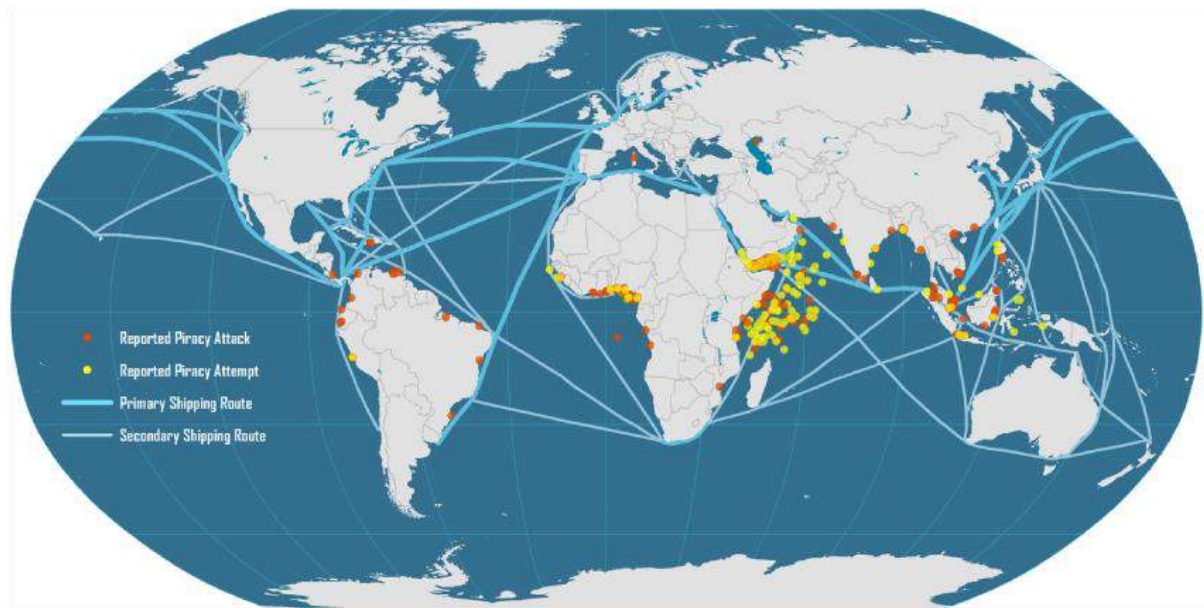 Reported Piracy Attack
Reported Piracy Attempt
Primary Shipping Route
Secondary Shipping Route